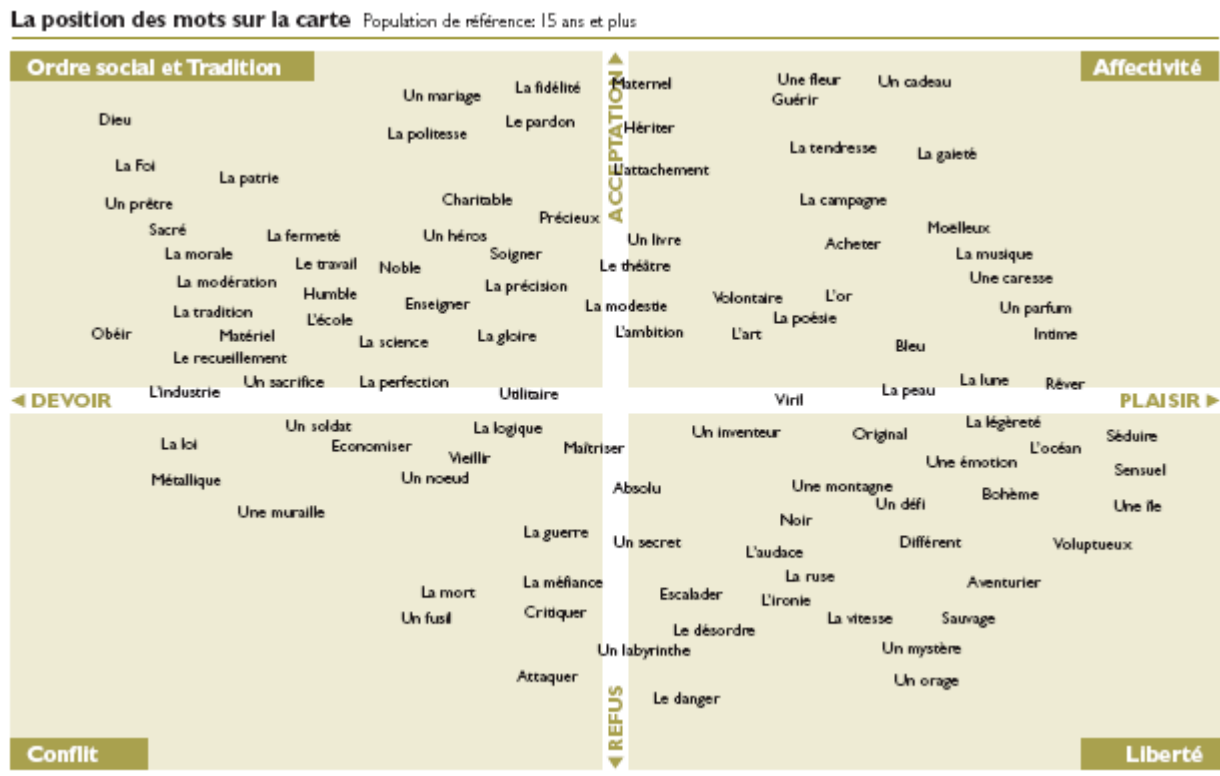 La position des mots sur la carte Population de référence: 15 ans et plus
Ordre social et Tradition
Affectivité
ACCEPTATION
Maternel
Une fleur
Un cadeau
La fidélité
Un mariage
Guérir
Dieu
Le pardon
Hériter
La politesse
La tendresse
La gaieté
La Foi
L'attachement
La patrie
Charitable
La campagne
Un prêtre
Précieux
Sacré
Moëlleux
La fermeté
Un héros
Un livre
Acheter
La morale
Soigner
La musique
Le travail
Noble
Le théâtre
Une caresse
La modération
La précision
Humble
Volontaire
L'or
Enseigner
La modestie
Un parfum
La tradition
L'école
La poésie
Obéir
Matériel
La science
La gloire
L'ambition
L'art
Intime
Bleu
Le recueillement
Un sacrifice
La perfection
La lune
Rêver
L'industrie
Utilitaire
La peau
DEVOIR
Viril
PLAISIR
Un soldat
La logique
La légèreté
Un inventeur
Original
Séduire
La loi
Economiser
Maîtriser
L'océan
Vieillir
Une émotion
Sensuel
Métallique
Un noeud
Absolu
Une montagne
Bohème
Un défi
Une île
Une muraille
Noir
La guerre
Un secret
Différent
Voluptueux
L'audace
La méfiance
La ruse
Aventurier
La mort
Escalader
L'ironie
Un fusil
Critiquer
La vitesse
Sauvage
Le désordre
Un labyrinthe
Un mystère
Attaquer
Un orage
Le danger
REFUS
Conflit
Liberté